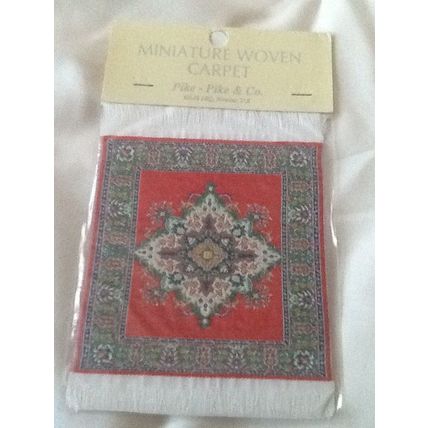 MINIATURE WOVEN
CARPET
Pike - Pike & Co.